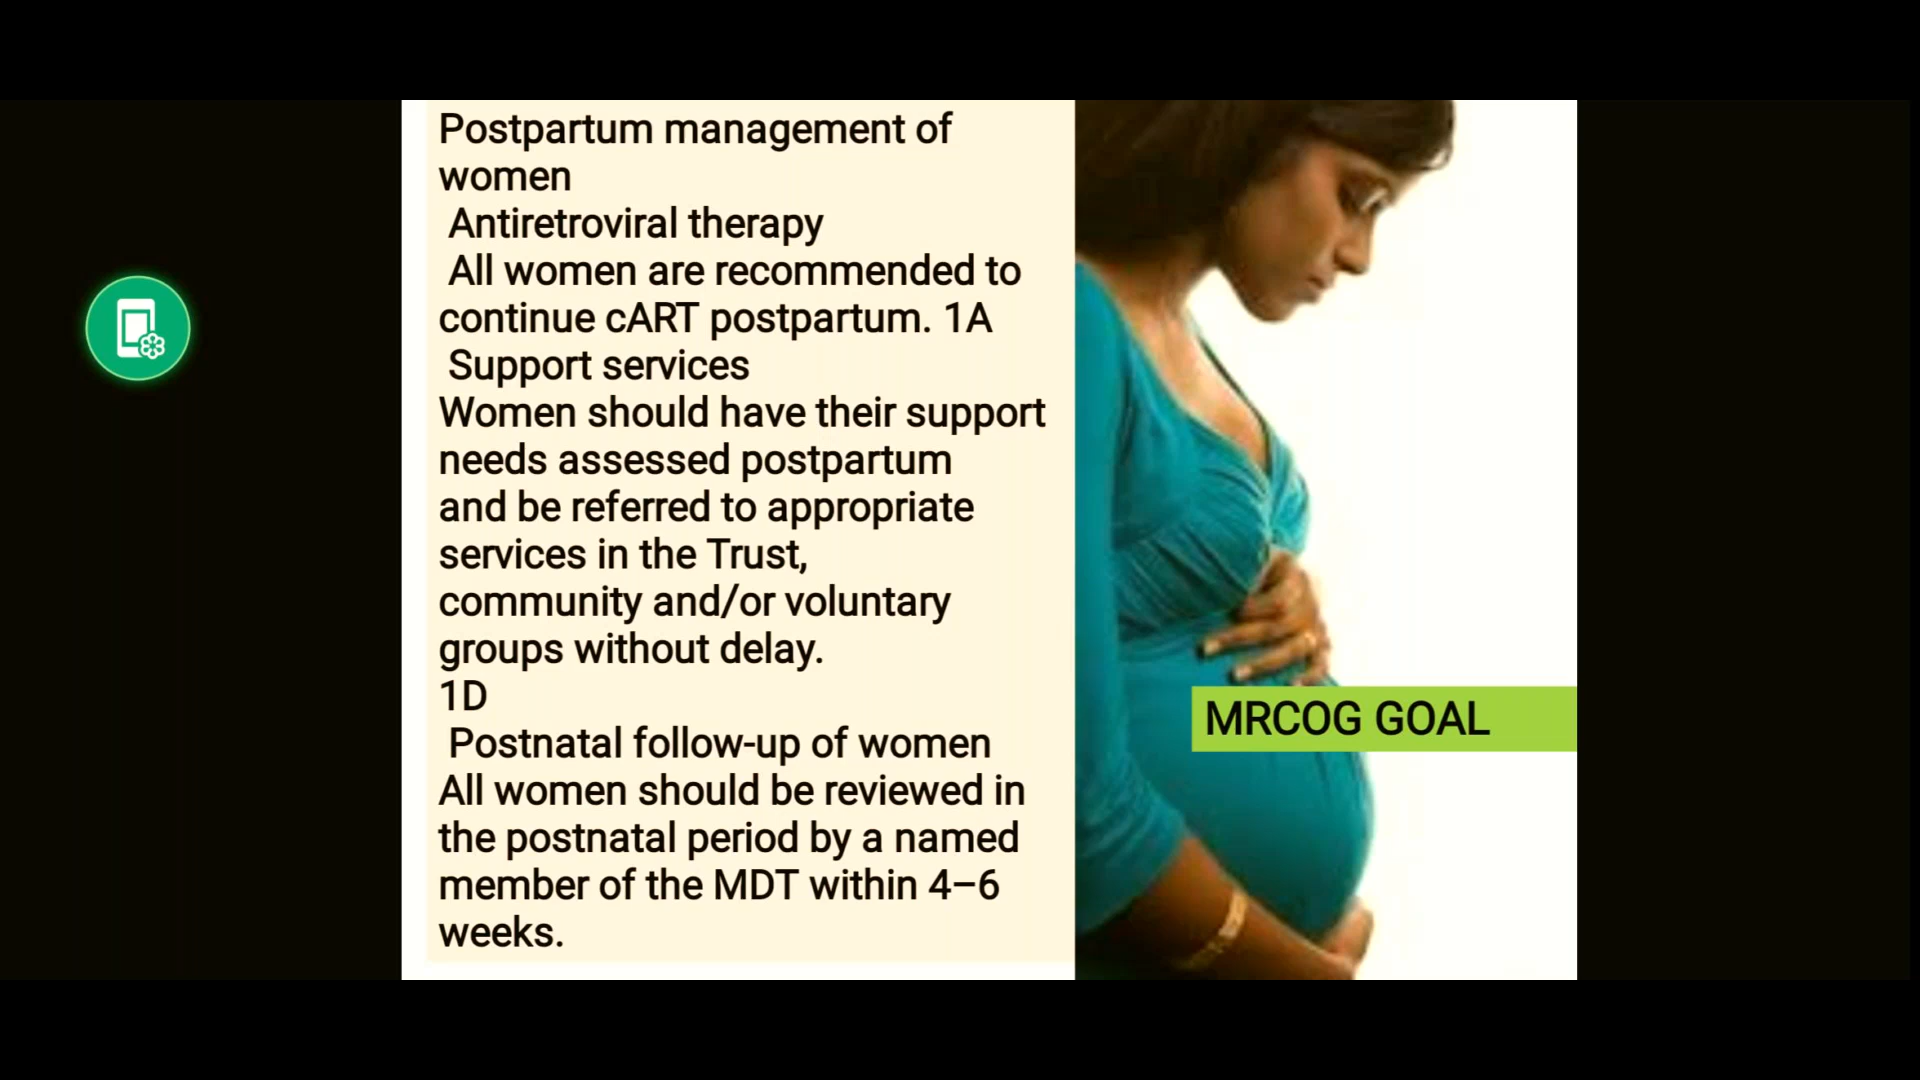 Postpartum management of
women
Antiretroviral therapy
All women are recommended to
continue cART postpartum. 1A
Support services
Women should have their support
needs assessed postpartum
and be referred to appropriate
services in the Trust,
community and/or voluntary
groups without delay.
1D
Postnatal follow-up of women
All women should be reviewed in
the postnatal period by a named
member of the MDT within 4–6
weeks.
MRCOG GOAL